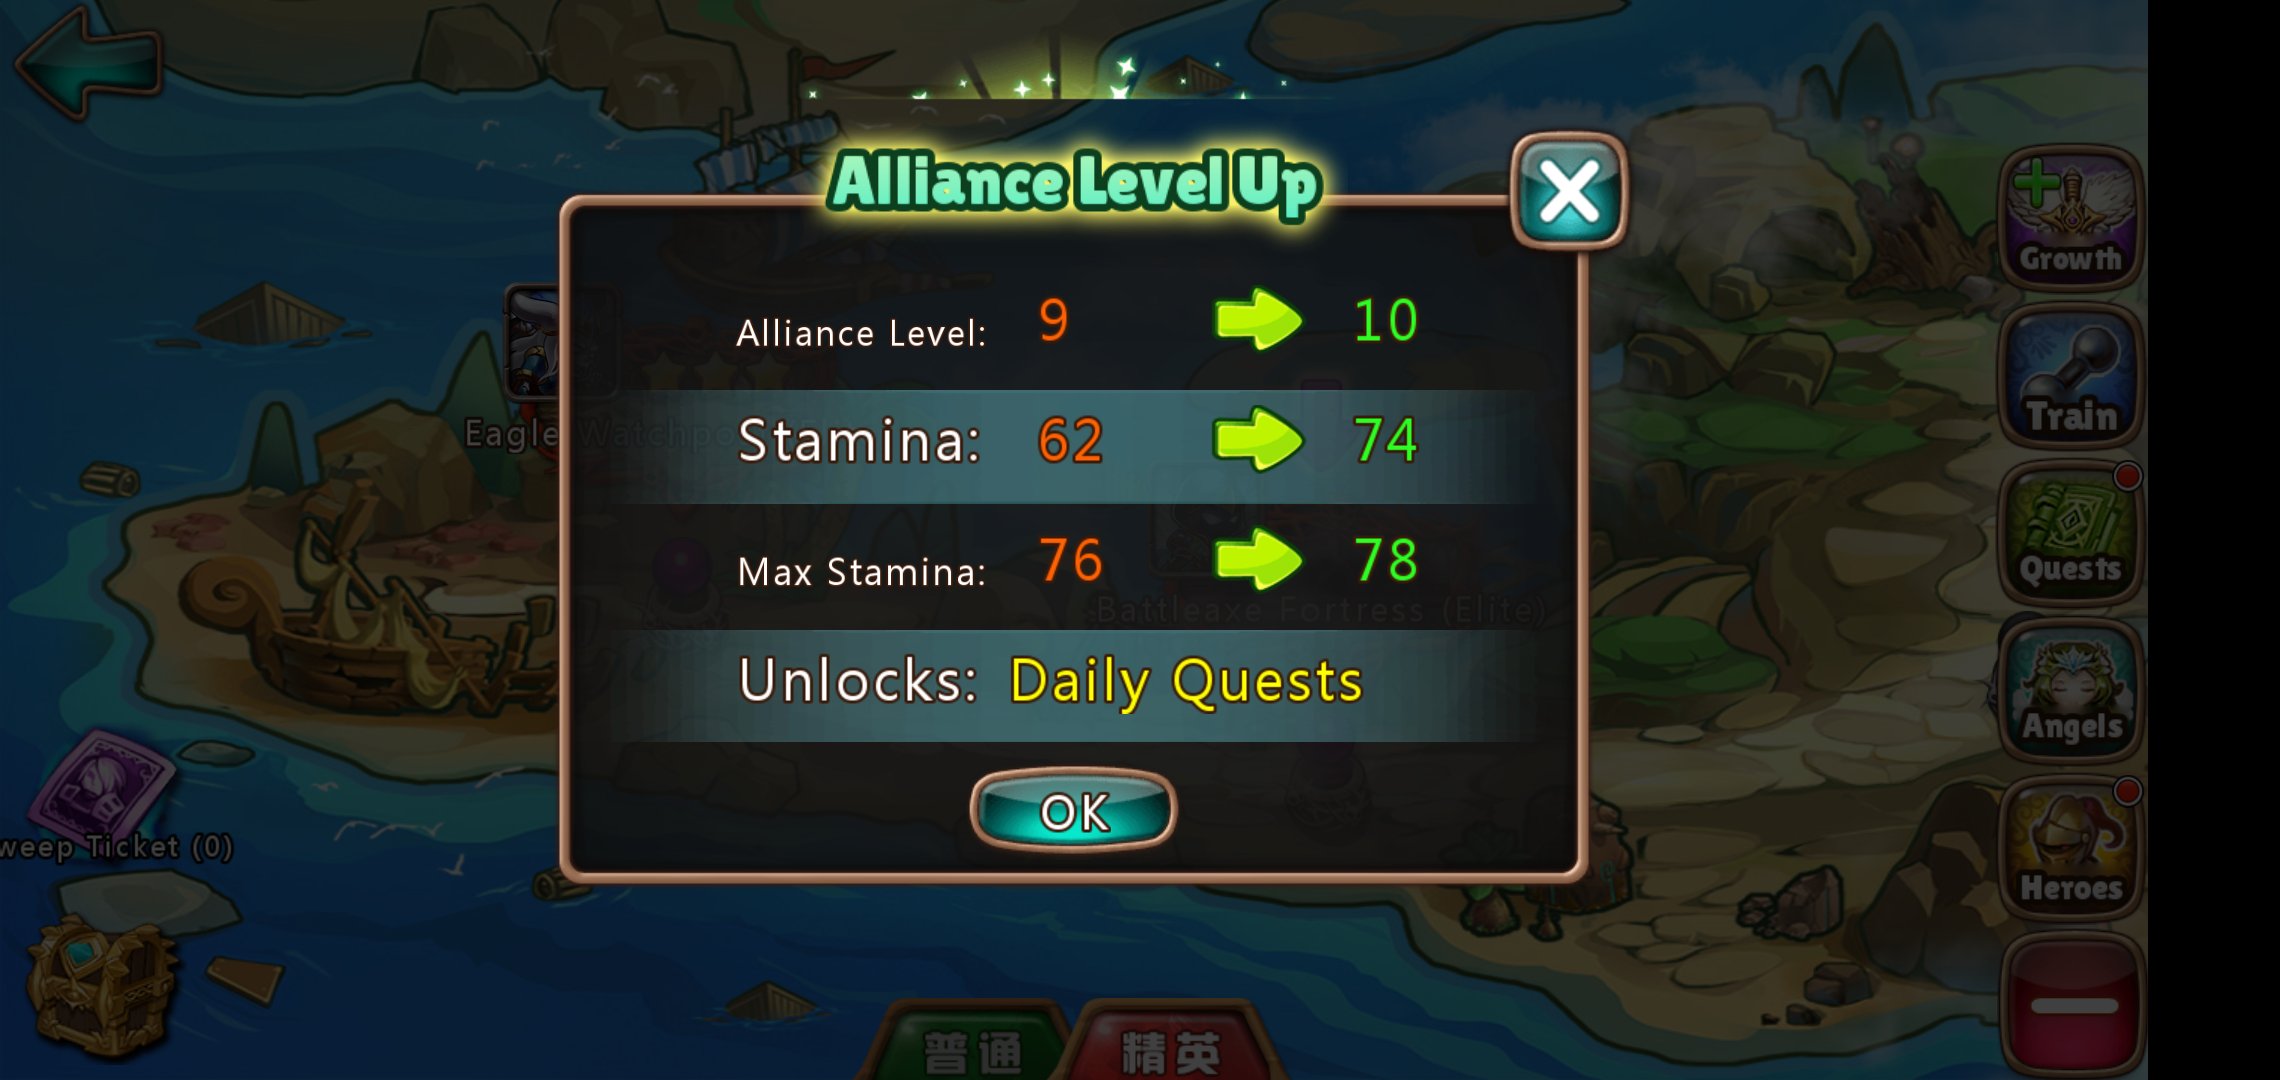 Alliance Level Up
Alliance Level: 9 10
Stamina: 62 74
Max Stamina: 76 78
Unlocks: Daily Quests
OK
Eagle Watchpo
Battleaxe Fortress (Elite)
weep Ticket (0)
Growth
Train
Quests
Angels
Heroes
普通
精英